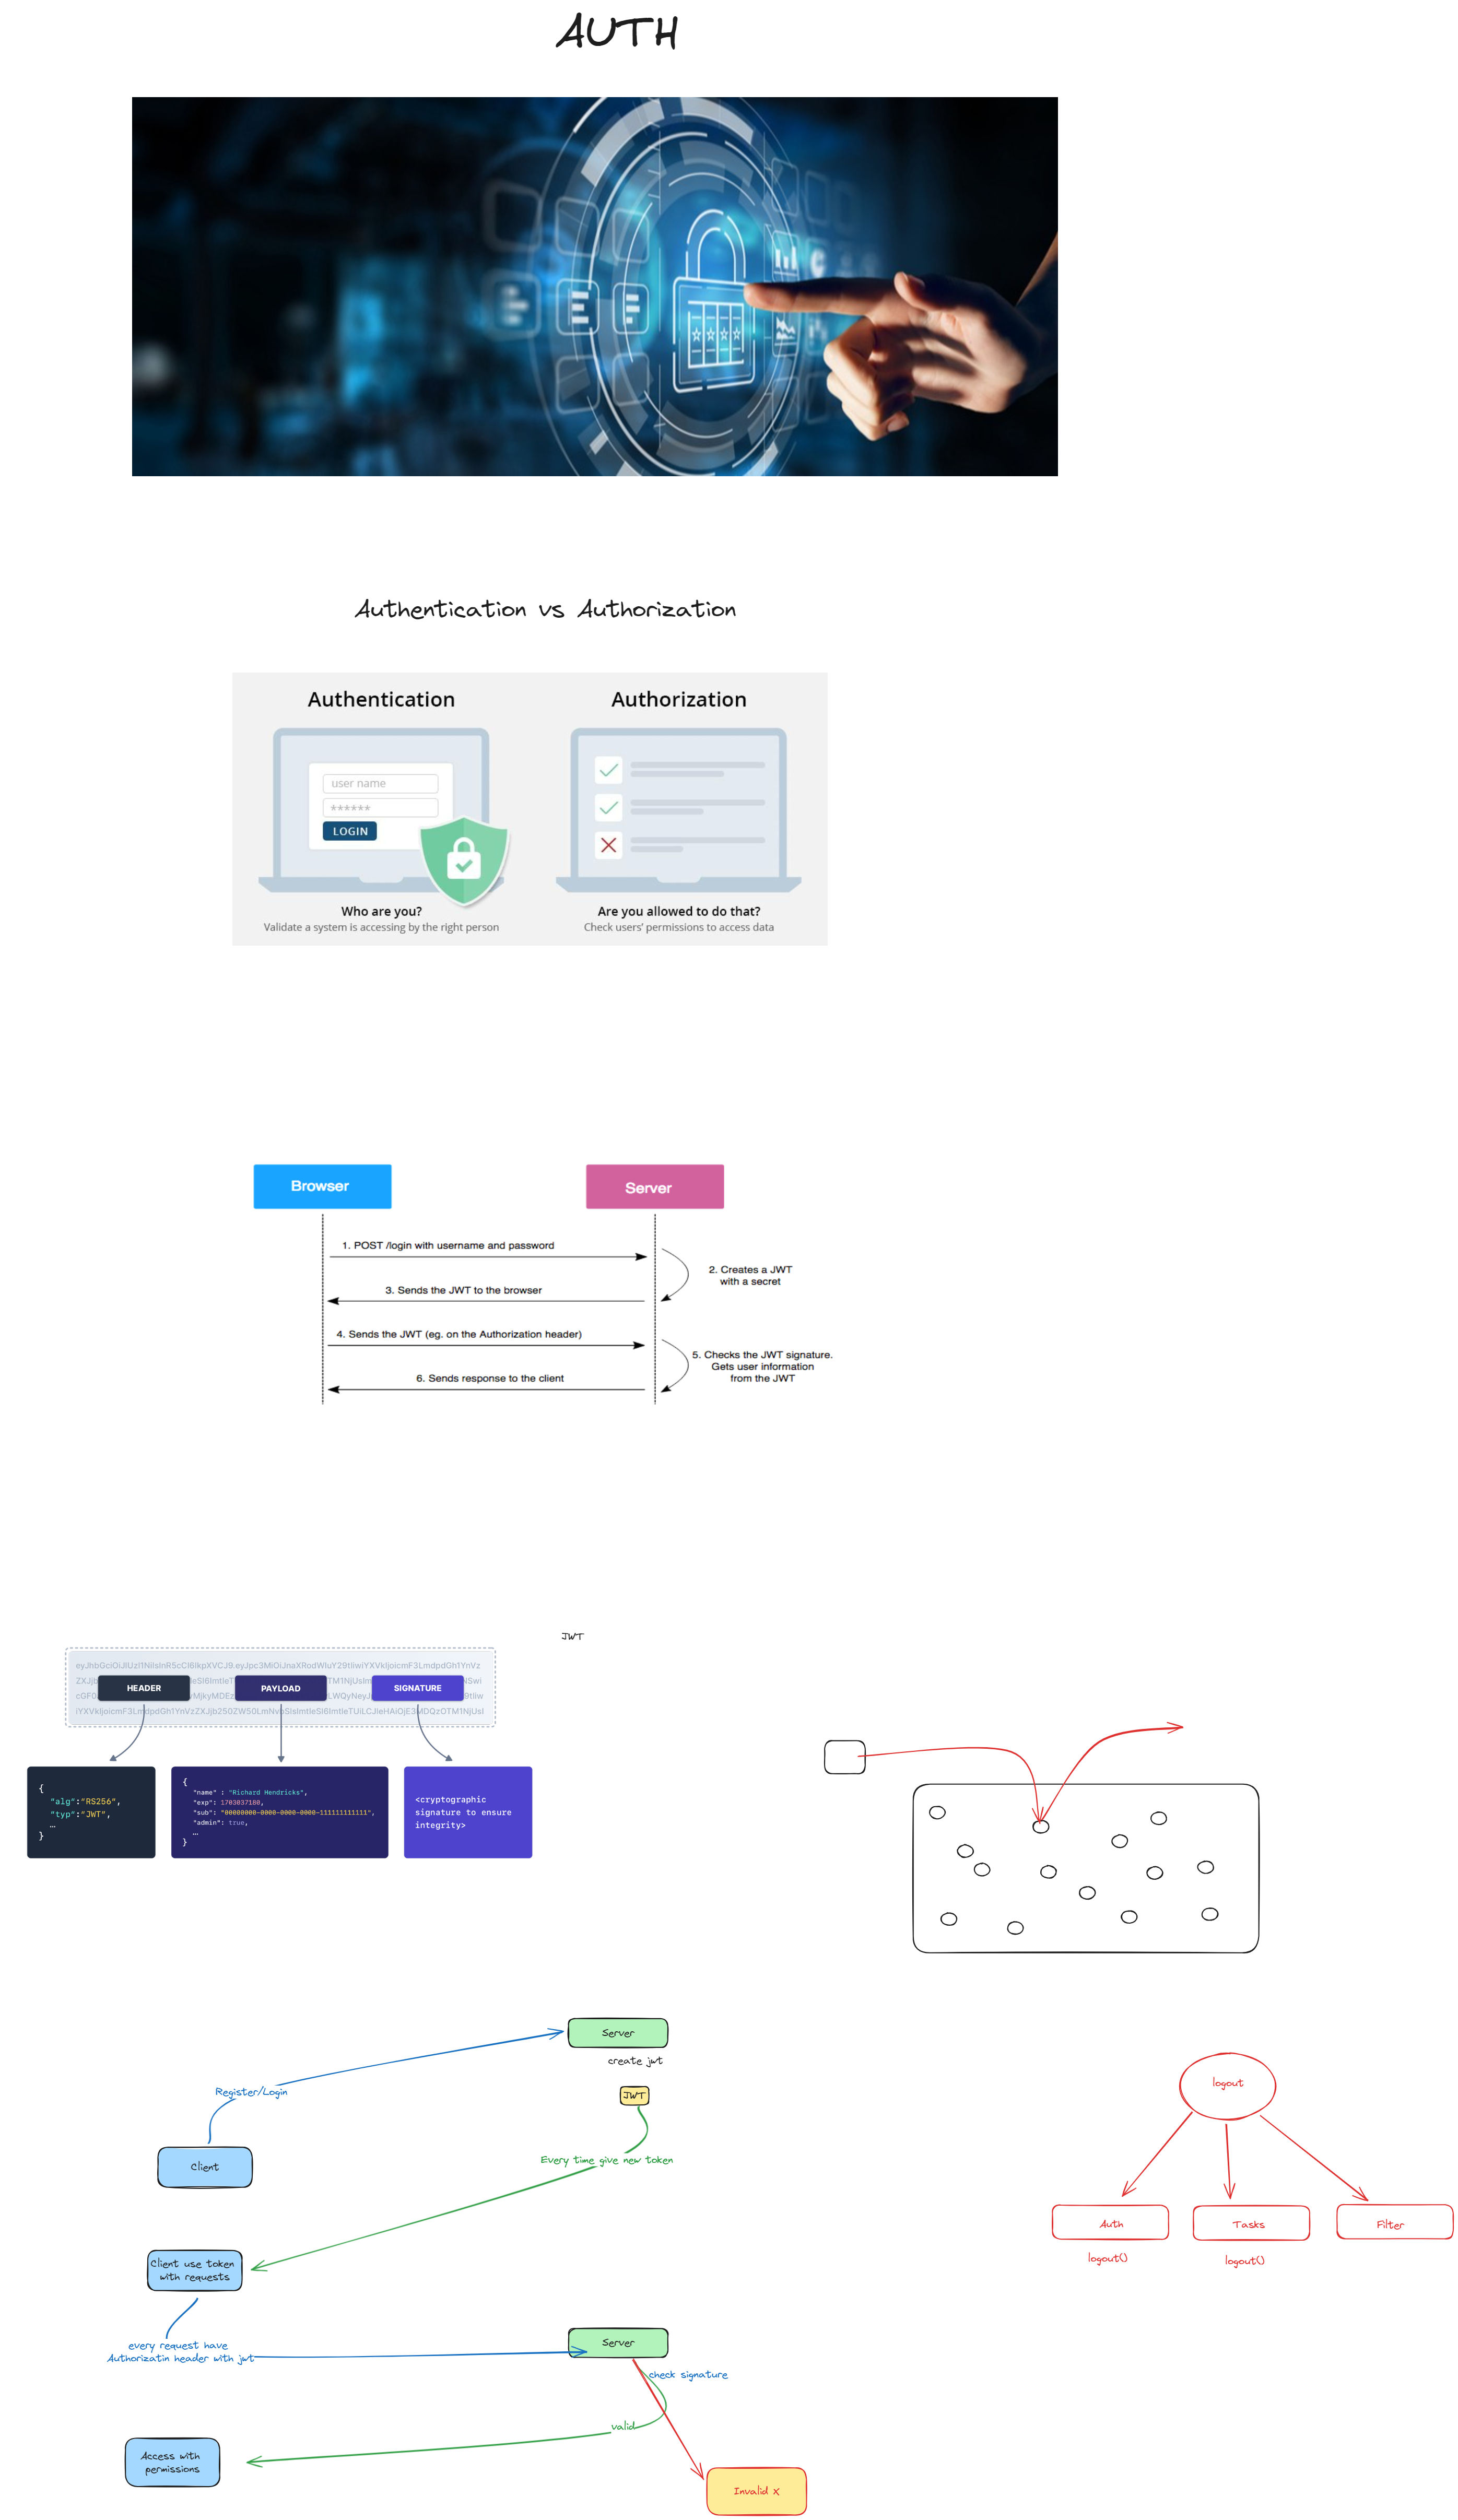 AUTH
Authentication vs Authorization
Authentication
Authorization
user name
******
LOGIN
Who are you?
Validate a system is accessing by the right person
Are you allowed to do that?
Check users' permissions to access data
Browser
Server
1. POST /login with username and password
2. Creates a JWT
with a secret
3. Sends the JWT to the browser
4. Sends the JWT (eg. on the Authorization header)
5. Checks the JWT signature.
Gets user information
from the JWT
6. Sends response to the client
JWT
HEADER
PAYLOAD
SIGNATURE
{
"alg":"RS256",
"typ":"JWT",
…
}
{
"name" : "Richard Hendricks",
"exp": 1703037180,
"sub": "00000000-0000-0000-0000-111111111111",
"admin": true,
…
}
<cryptographic
signature to ensure
integrity>
Server
create jwt
JWT
Register/Login
Every time give new token
Client
Client use token
with requests
every request have
Authorizatin header with jwt
Server
check signature
valid
Access with
permissions
Invalid X
logout
Auth
Tasks
Filter
logout()
logout()